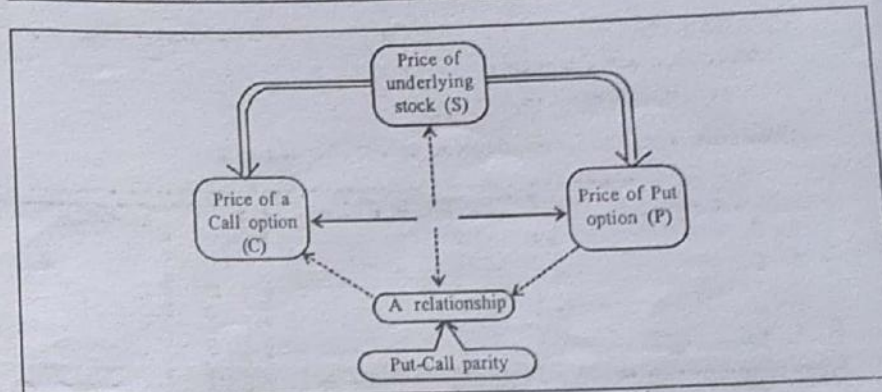 Price of
underlying
stock (S)
Price of a
Call option
(C)
Price of Put
option (P)
A relationship
Put-Call parity